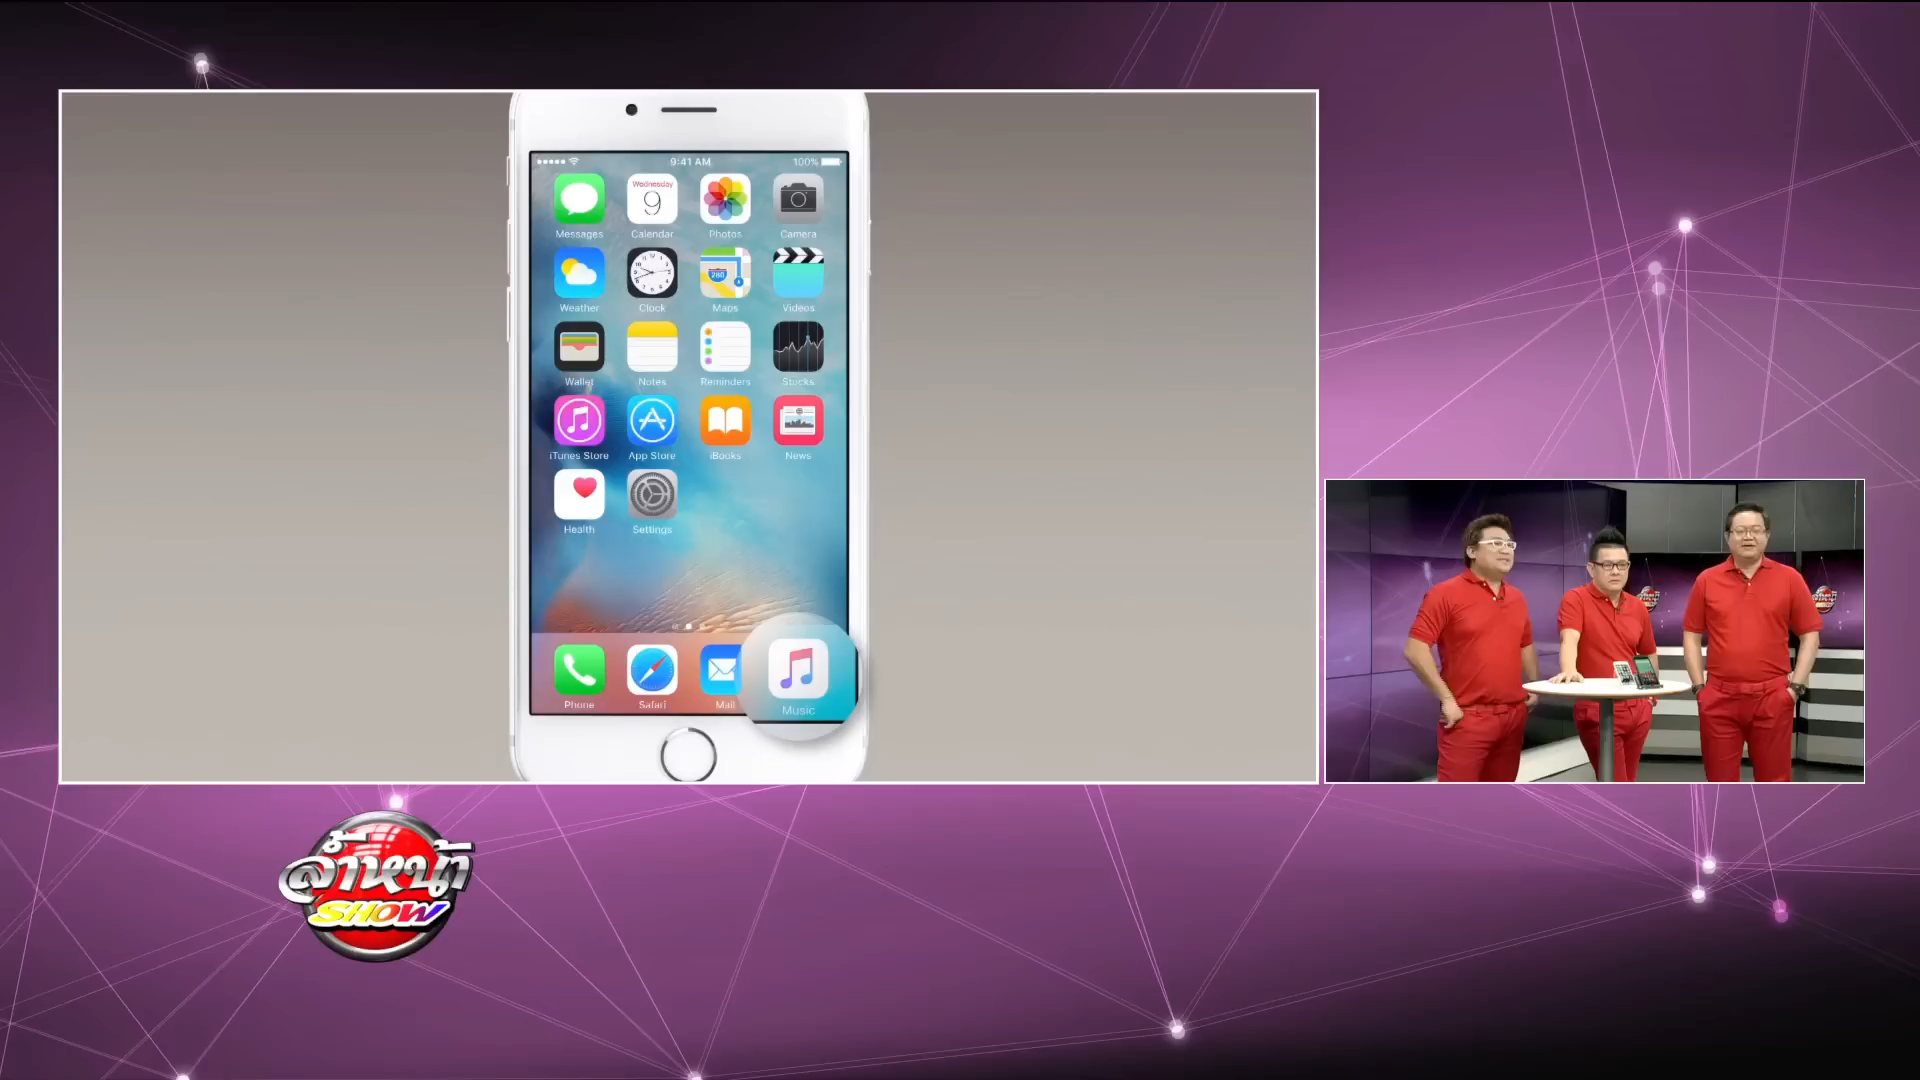 9:41 AM
100%
Wednesday
9
Messages
Calendar
Photos
Camera
280
Weather
Clock
Maps
Videos
Wallet
Notes
Reminders
Stocks
iTunes Store
App Store
iBooks
News
Health
Settings
Phone
Safari
Mail
Music
ล้ำหน้า
SHOW